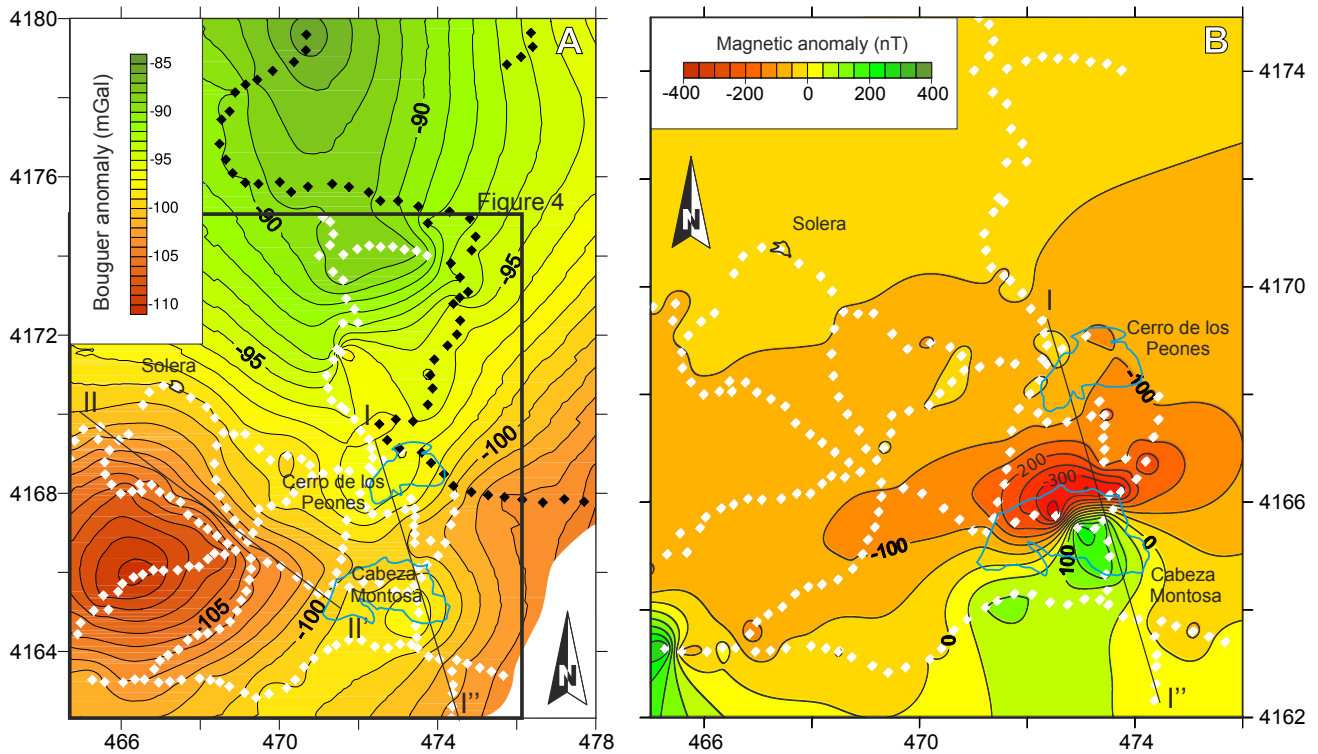 4180
4176
4172
4168
4164
466
470
474
478
Bouguer anomaly (mGal)
-85
-90
-95
-100
-105
-110
A
-90
Figure 4
-90
-95
-95
Solera
II
I
-100
Cerro de los
Peones
Cabeza
Montosa
-105
-100
II
N
I’’
Magnetic anomaly (nT)
-400
-200
0
200
400
B
4174
4170
4166
4162
N
Solera
I
Cerro de los
Peones
-100
-200
-300
-100
100
0
Cabeza
Montosa
0
I’’
466
470
474